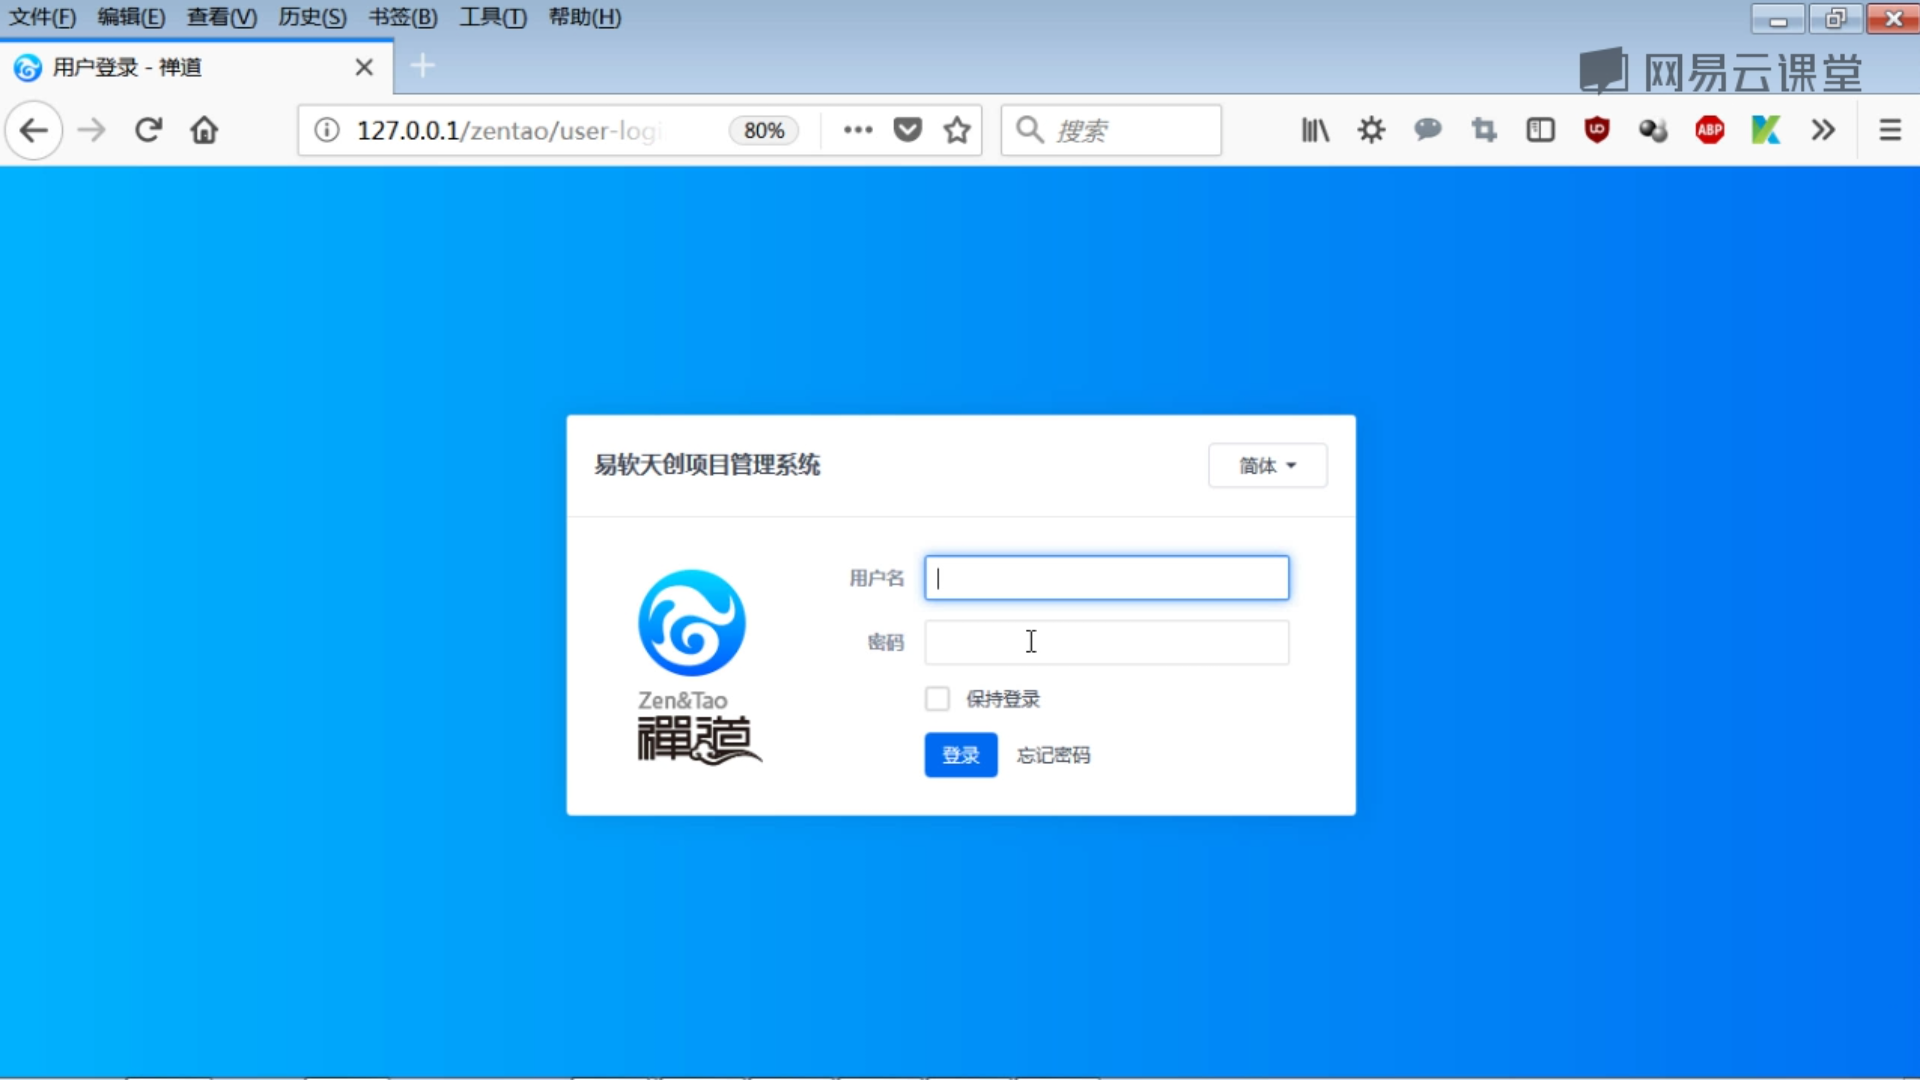 文件(F) 编辑(E) 查看(V) 历史(S) 书签(B) 工具(T) 帮助(H)
用户登录 - 禅道
网易云课堂
127.0.0.1/zentao/user-logi 80% 搜索
UD ABP
易软天创项目管理系统 简体
用户名
密码
Zen&Tao
禪道
保持登录
登录 忘记密码